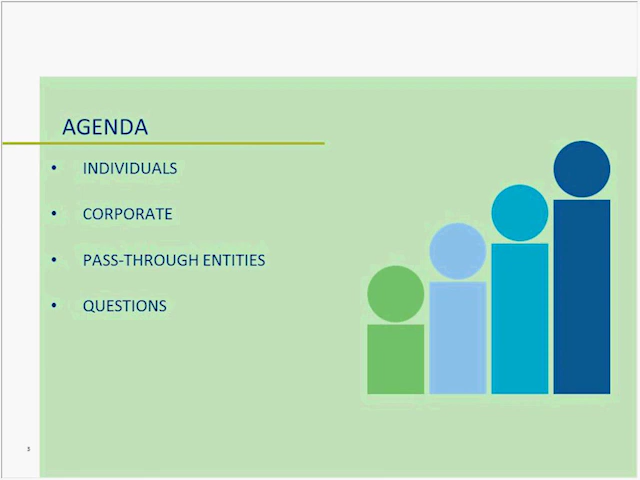 AGENDA
• INDIVIDUALS
• CORPORATE
• PASS-THROUGH ENTITIES
• QUESTIONS